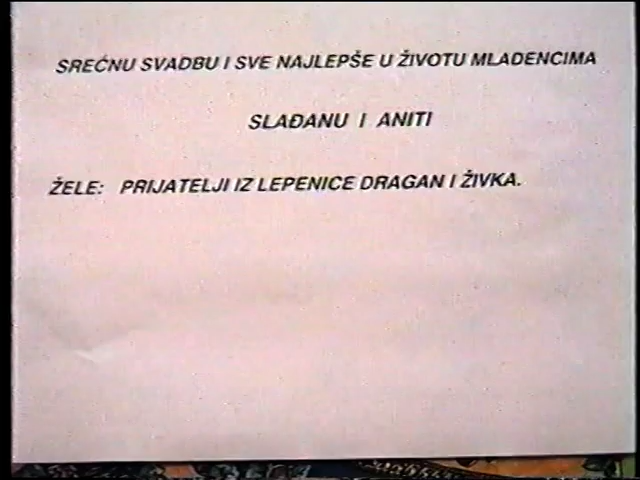 SREĆNU SVADBU I SVE NAJLEPŠE U ŽIVOTU MLADENCIMA
SLAĐANU I ANITI
ŽELE: PRIJATELJI IZ LEPENICE DRAGAN I ŽIVKA.